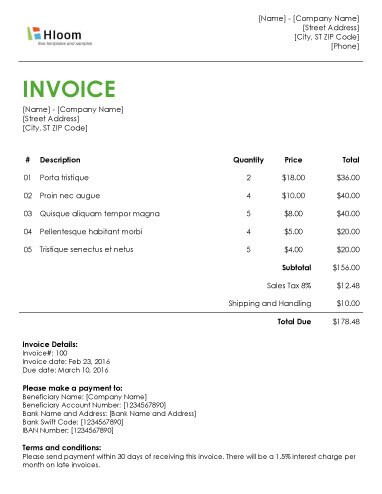 [Name] - [Company Name]
[Street Address]
[City, ST ZIP Code]
[Phone]
Hloom
free templates and samples
INVOICE
[Name] - [Company Name]
[Street Address]
[City, ST ZIP Code]
# Description Quantity Price Total
01 Porta tristique 2 $18.00 $36.00
02 Proin nec augue 4 $10.00 $40.00
03 Quisque aliquam tempor magna 5 $8.00 $40.00
04 Pellentesque habitant morbi 4 $5.00 $20.00
05 Tristique senectus et netus 5 $4.00 $20.00
Subtotal $156.00
Sales Tax 8% $12.48
Shipping and Handling $10.00
Total Due $178.48
Invoice Details:
Invoice#: 100
Invoice date: Feb 23, 2016
Due date: March 10, 2016
Please make a payment to:
Beneficiary Name: [Company Name]
Beneficiary Account Number: [1234567890]
Bank Name and Address: [Bank Name and Address]
Bank Swift Code: [1234567890]
IBAN Number: [1234567890]
Terms and conditions:
Please send payment within 30 days of receiving this invoice. There will be a 1.5% interest charge per
month on late invoices.